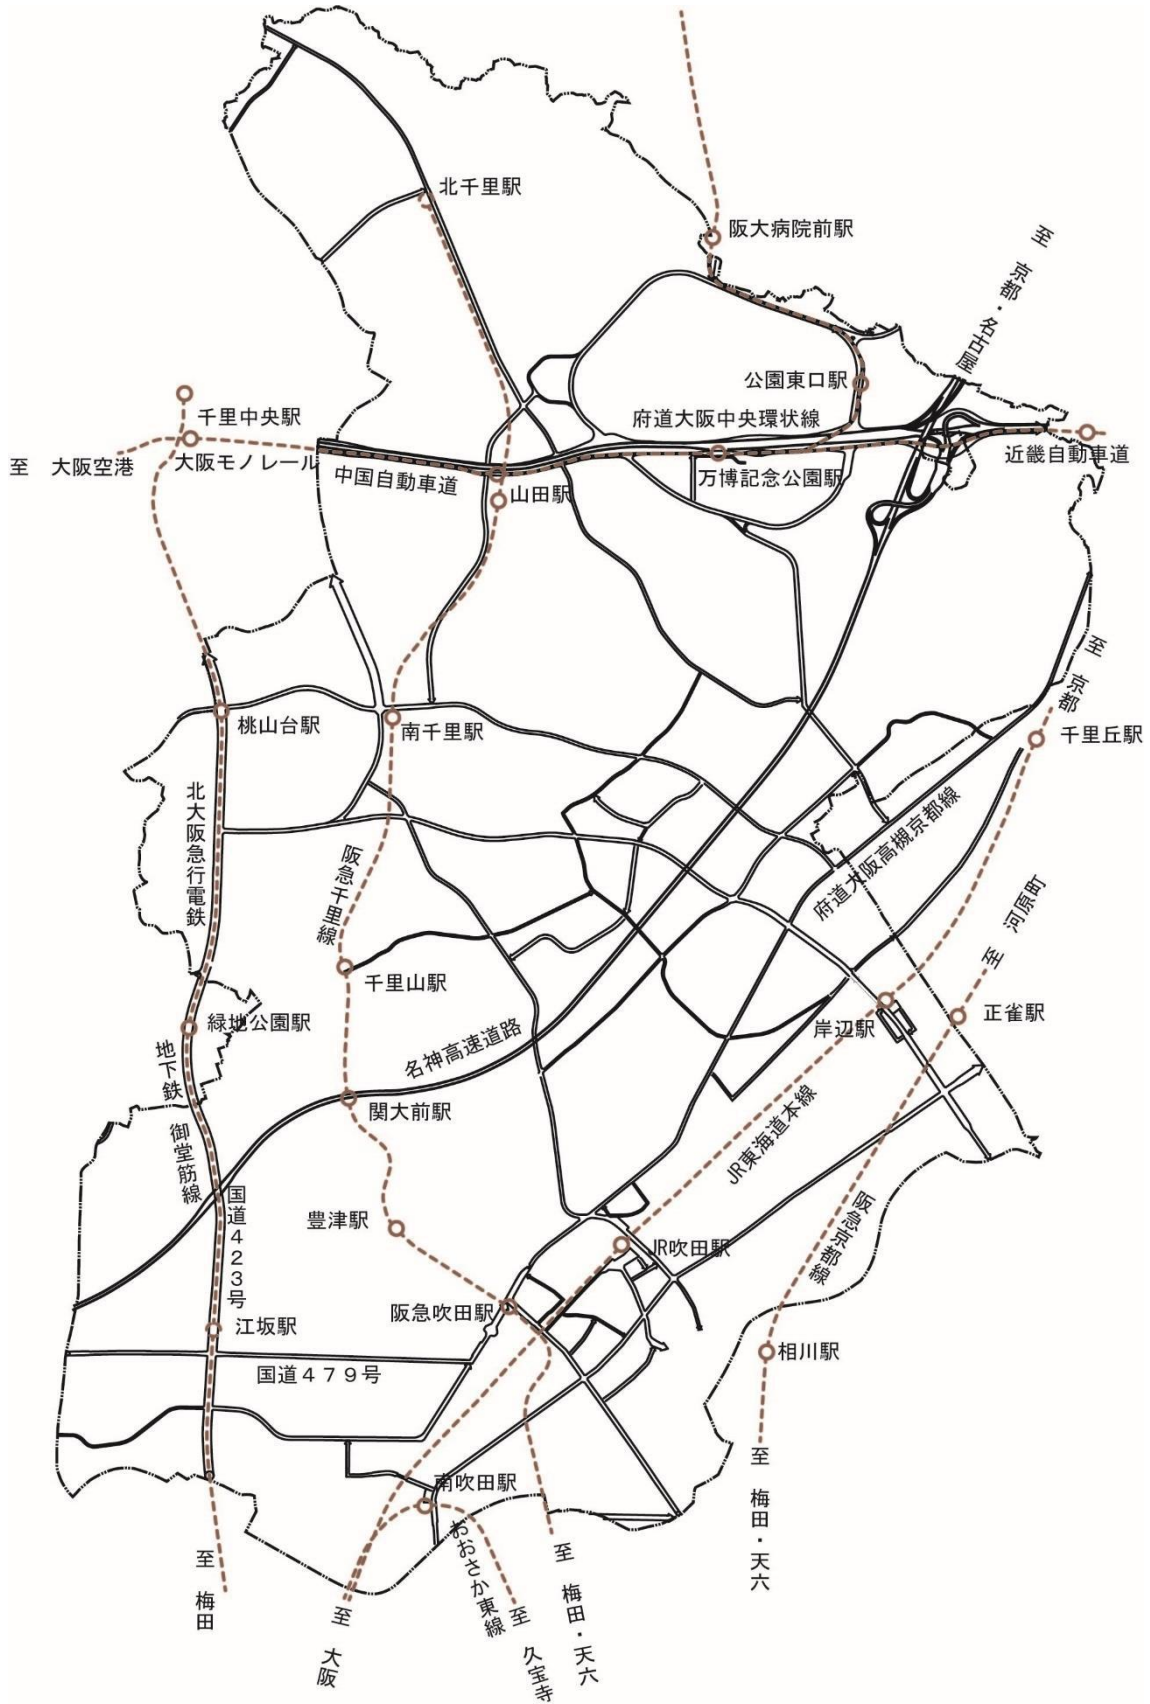 北千里駅
阪大病院前駅
至 京都・名古屋
公園東口駅
千里中央駅
府道大阪中央環状線
至 大阪空港
大阪モノレール
中国自動車道
山田駅
万博記念公園駅
近畿自動車道
至 京都
桃山台駅
南千里駅
千里丘駅
北大阪急行電鉄
阪急千里線
府道大阪高槻京都線
至 河原町
千里山駅
緑地公園駅
岸辺駅
正雀駅
地下鉄
御堂筋線
名神高速道路
関大前駅
JR東海道本線
国道423号
豊津駅
JR吹田駅
阪急京都線
阪急吹田駅
江坂駅
相川駅
国道479号
南吹田駅
おおさか東線
至 梅田
至 大阪
至 久宝寺
至 梅田・天六
至 梅田・天六